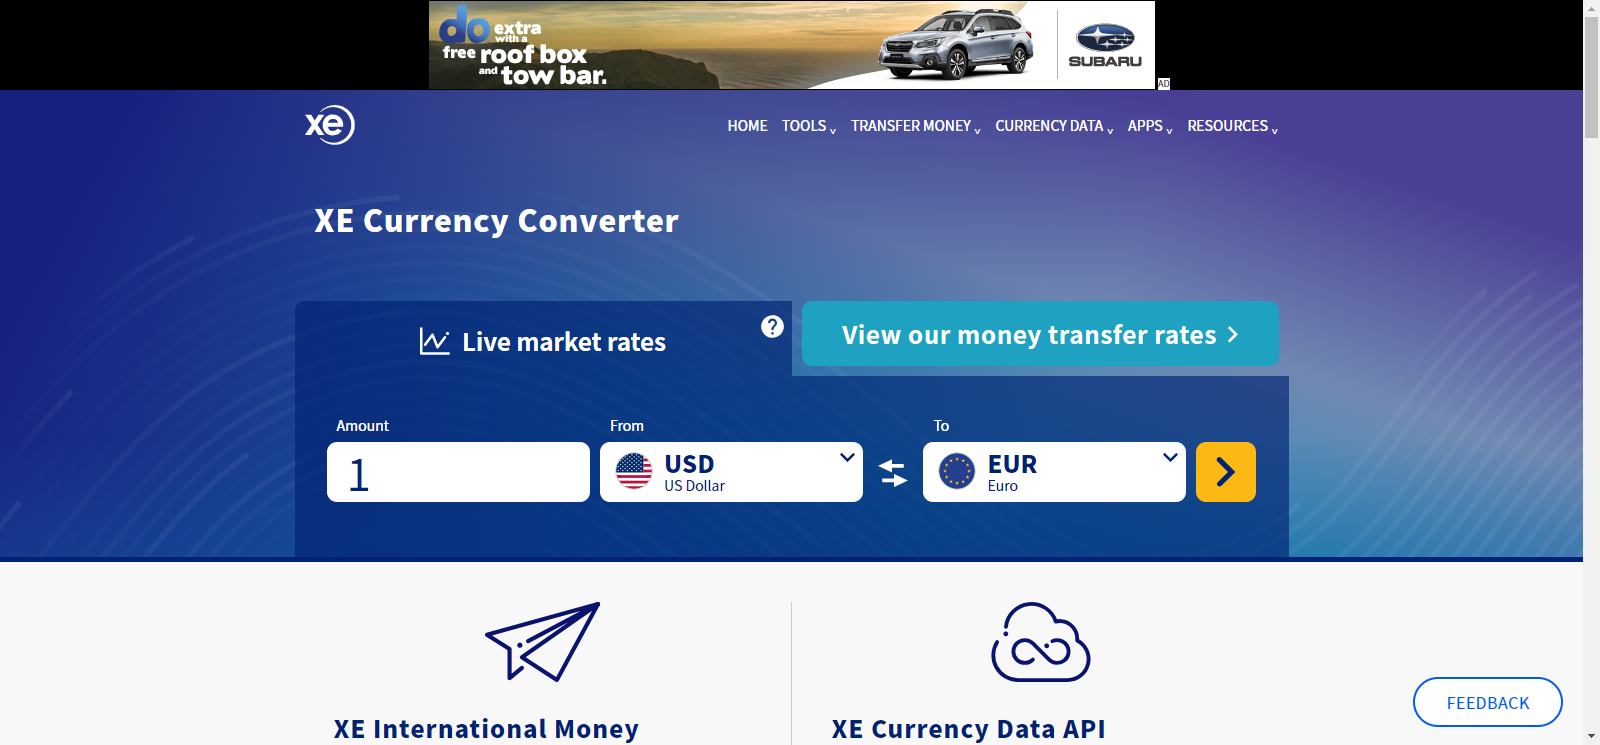 do extra
with a
free roof box
and tow bar.
SUBARU
AD
xe
HOME TOOLS TRANSFER MONEY CURRENCY DATA APPS RESOURCES
XE Currency Converter
Live market rates
?
View our money transfer rates
Amount
From
To
1
USD
US Dollar
EUR
Euro
XE International Money
XE Currency Data API
FEEDBACK